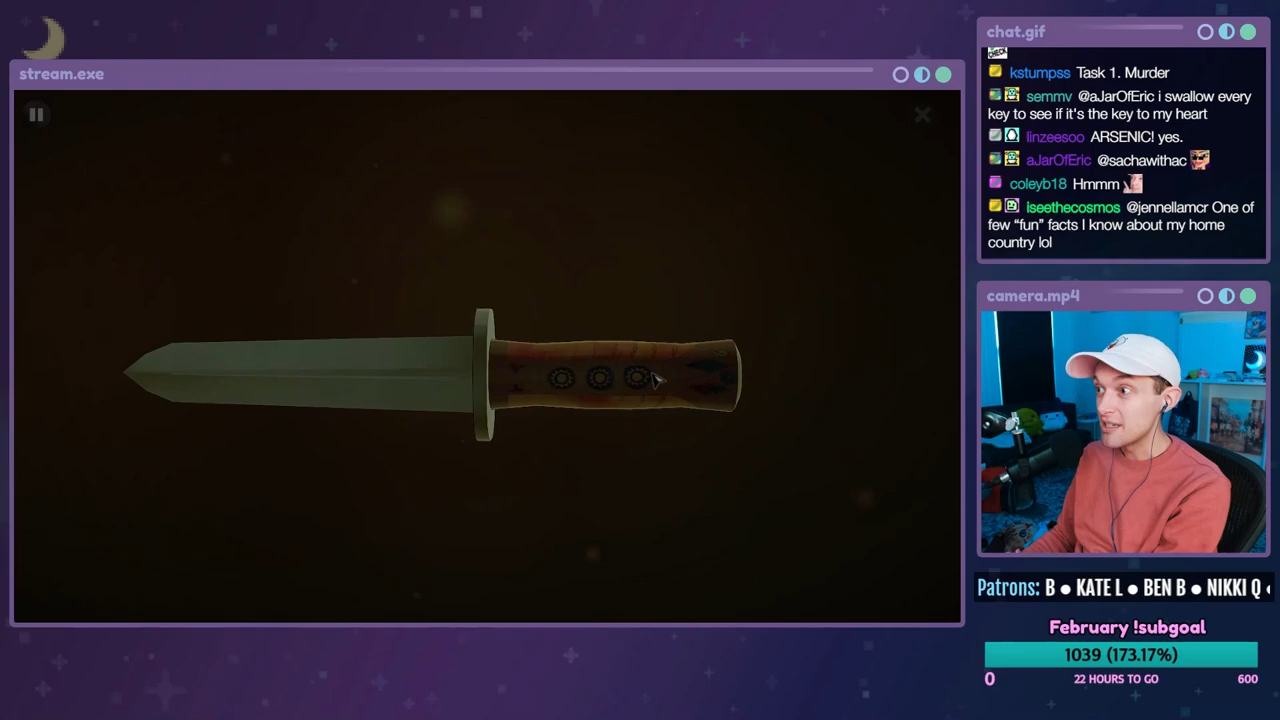 stream.exe
chat.gif
CHECK
kstumpss Task 1. Murder
semmv @aJarOfEric i swallow every
key to see if it's the key to my heart
linzeesoo ARSENIC! yes.
aJarOfEric @sachawithac
coleyb18 Hmmm
iseethecosmos @jennellamcr One of
few “fun” facts I know about my home
country lol
camera.mp4
Patrons: B ● KATE L ● BEN B ● NIKKI Q
February !subgoal
1039 (173.17%)
0 22 HOURS TO GO 600